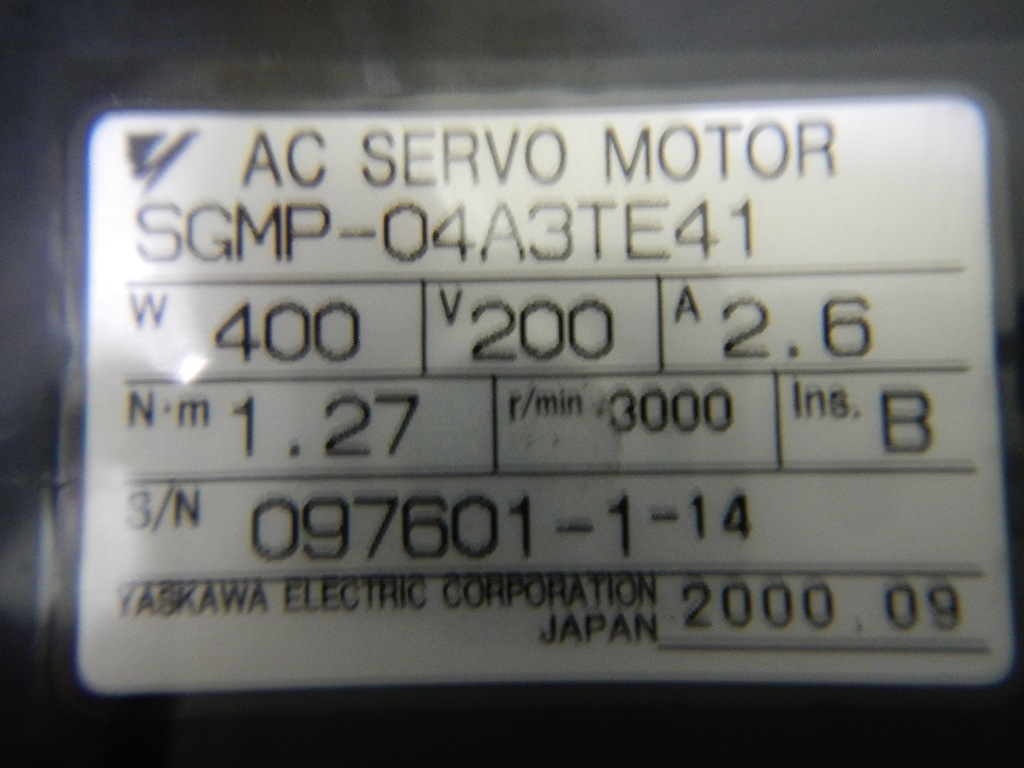 AC SERVO MOTOR
SGMP-04A3TE41
W 400 V 200 A 2.6
N·m 1.27 r/min 3000 Ins. B
S/N 097601-1-14
YASKAWA ELECTRIC CORPORATION
JAPAN 2000.09